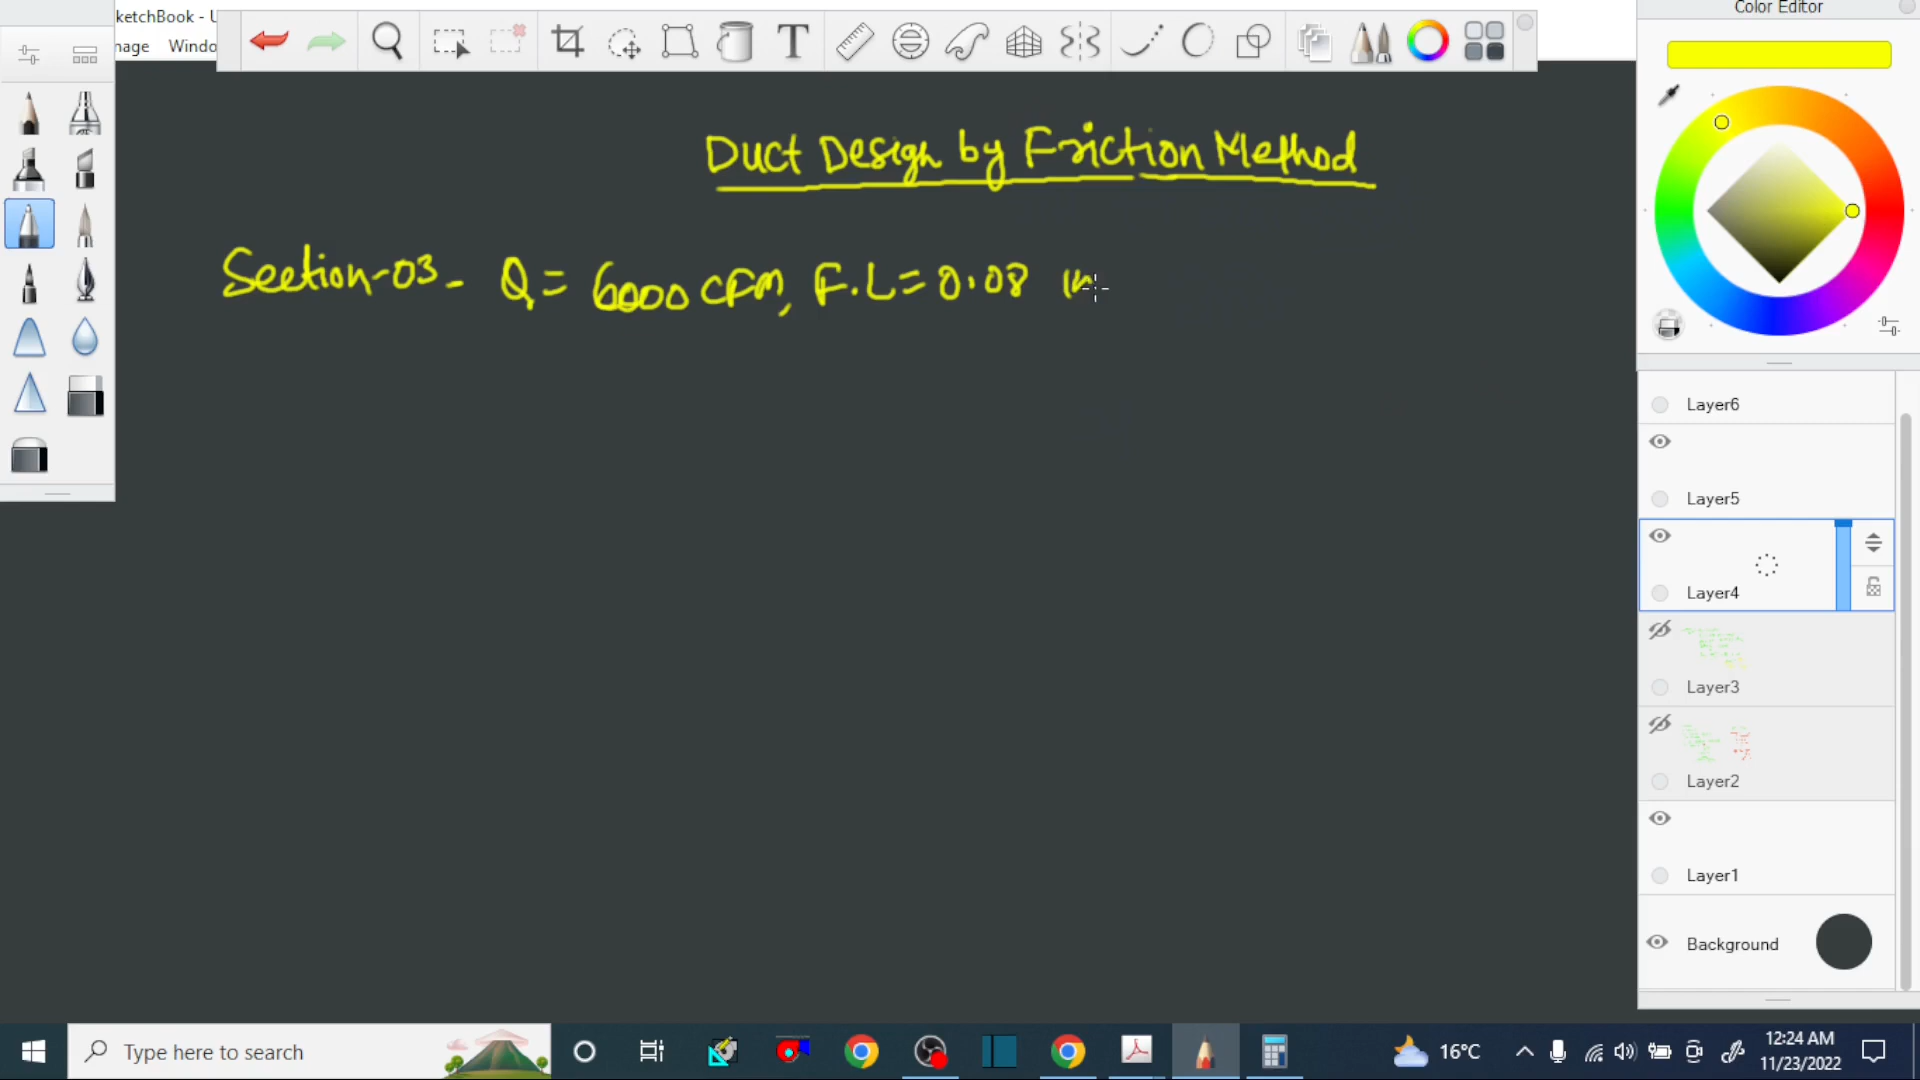 ketchBook - U
Color Editor
nage Windo
T
Duct Design by Friction Method
Section-03- Q = 6000 CFM, F.L = 0.08 in
Layer6
Layer5
Layer4
Layer3
Layer2
Layer1
Background
Type here to search
16°C
12:24 AM
11/23/2022